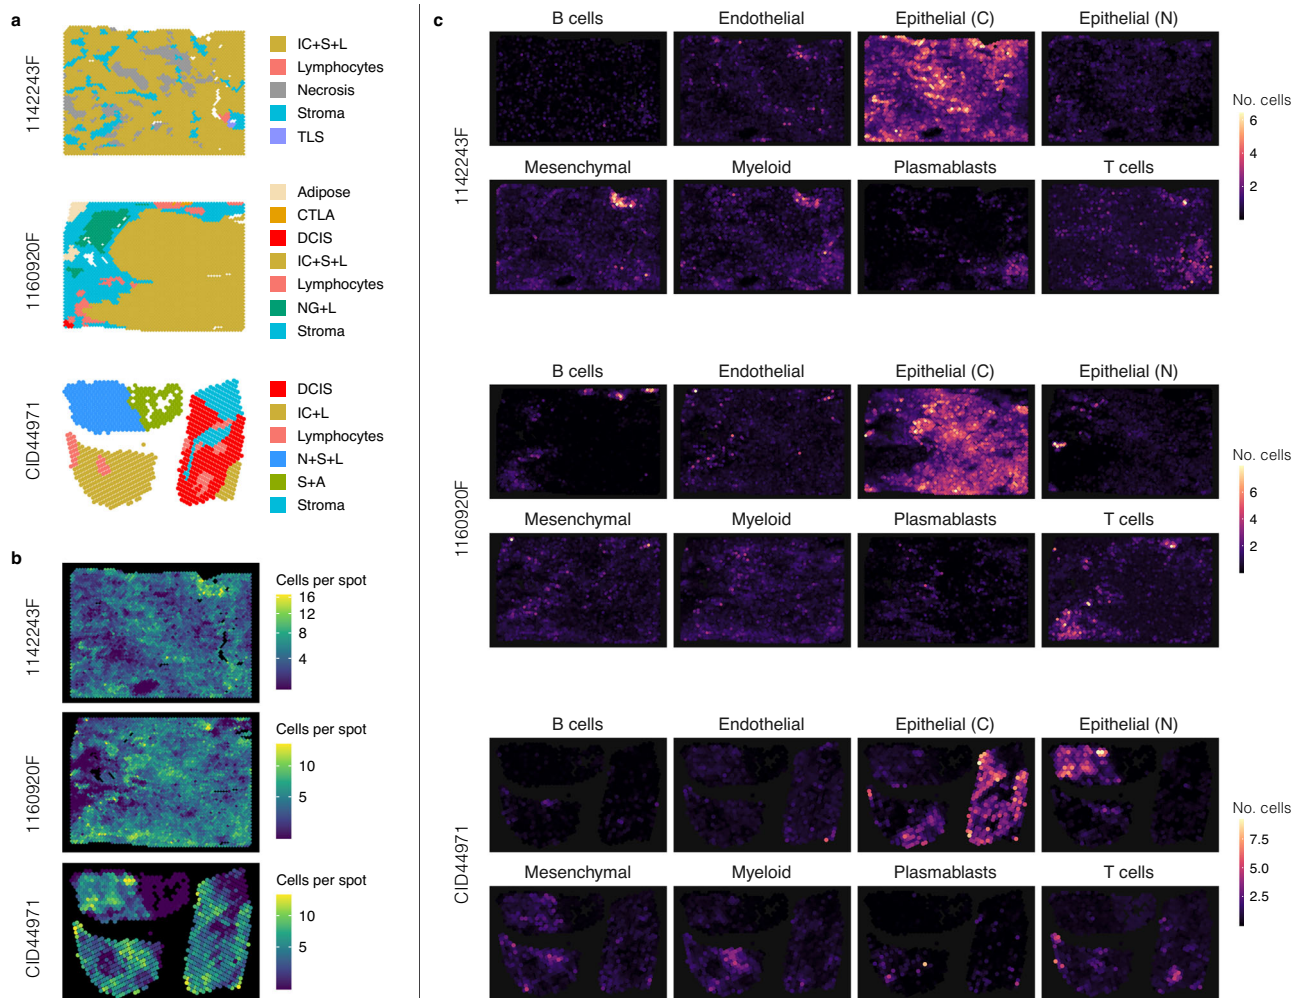 a
1142243F
IC+S+L
Lymphocytes
Necrosis
Stroma
TLS
1160920F
Adipose
CTLA
DCIS
IC+S+L
Lymphocytes
NG+L
Stroma
CID44971
DCIS
IC+L
Lymphocytes
N+S+L
S+A
Stroma
b
1142243F
Cells per spot
16
12
8
4
1160920F
Cells per spot
10
5
CID44971
Cells per spot
10
5
c
1142243F
B cells
Endothelial
Epithelial (C)
Epithelial (N)
Mesenchymal
Myeloid
Plasmablasts
T cells
No. cells
6
4
2
1160920F
B cells
Endothelial
Epithelial (C)
Epithelial (N)
Mesenchymal
Myeloid
Plasmablasts
T cells
No. cells
6
4
2
CID44971
B cells
Endothelial
Epithelial (C)
Epithelial (N)
Mesenchymal
Myeloid
Plasmablasts
T cells
No. cells
7.5
5.0
2.5